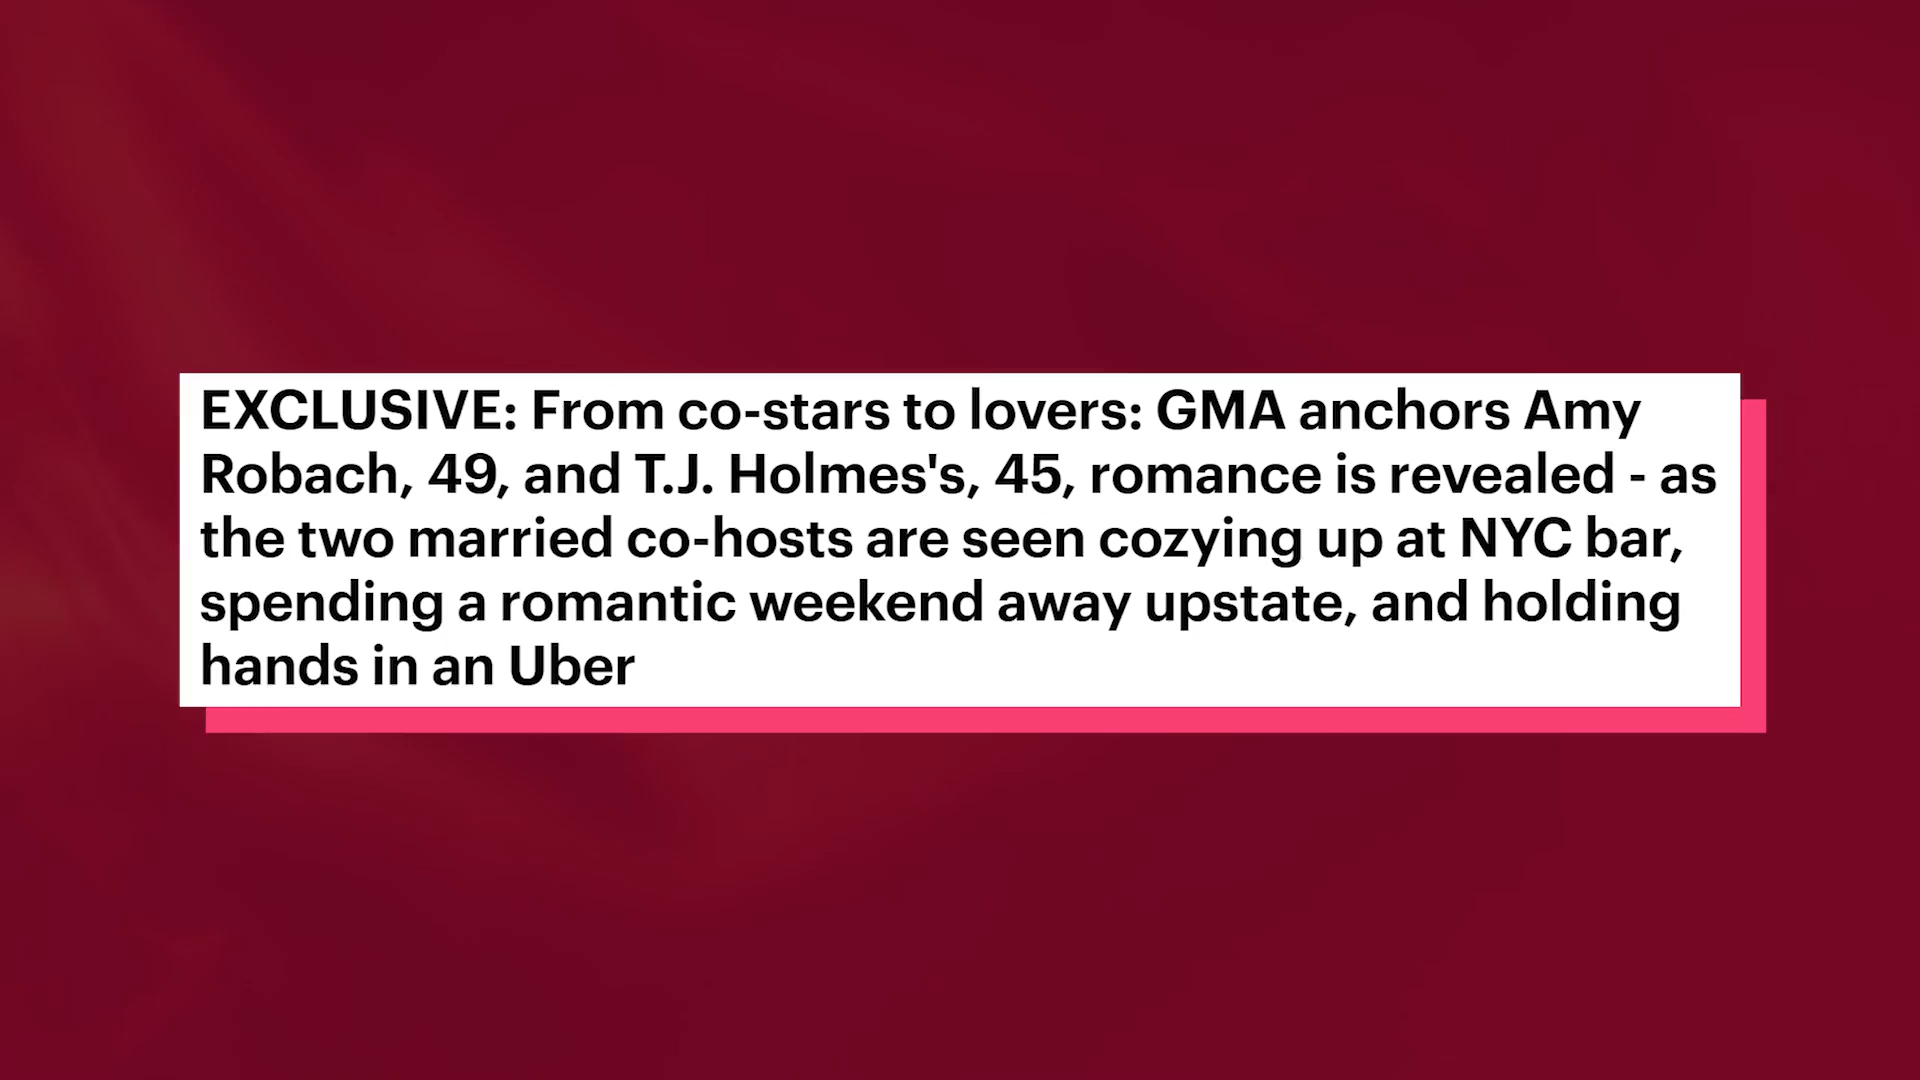 EXCLUSIVE: From co-stars to lovers: GMA anchors Amy
Robach, 49, and T.J. Holmes's, 45, romance is revealed - as
the two married co-hosts are seen cozying up at NYC bar,
spending a romantic weekend away upstate, and holding
hands in an Uber